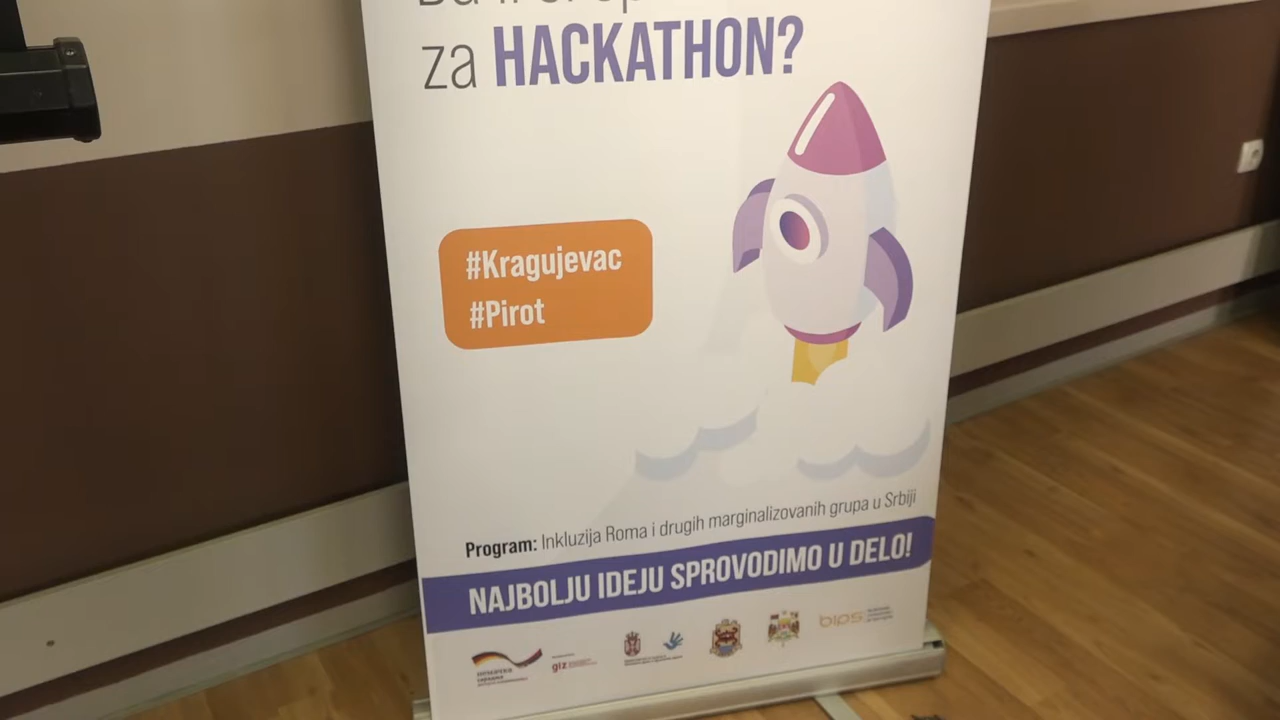 za HACKATHON?
#Kragujevac
#Pirot
Program: Inkluzija Roma i drugih marginalizovanih grupa u Srbiji
NAJBOLJU IDEJU SPROVODIMO U DELO!
giz
bips